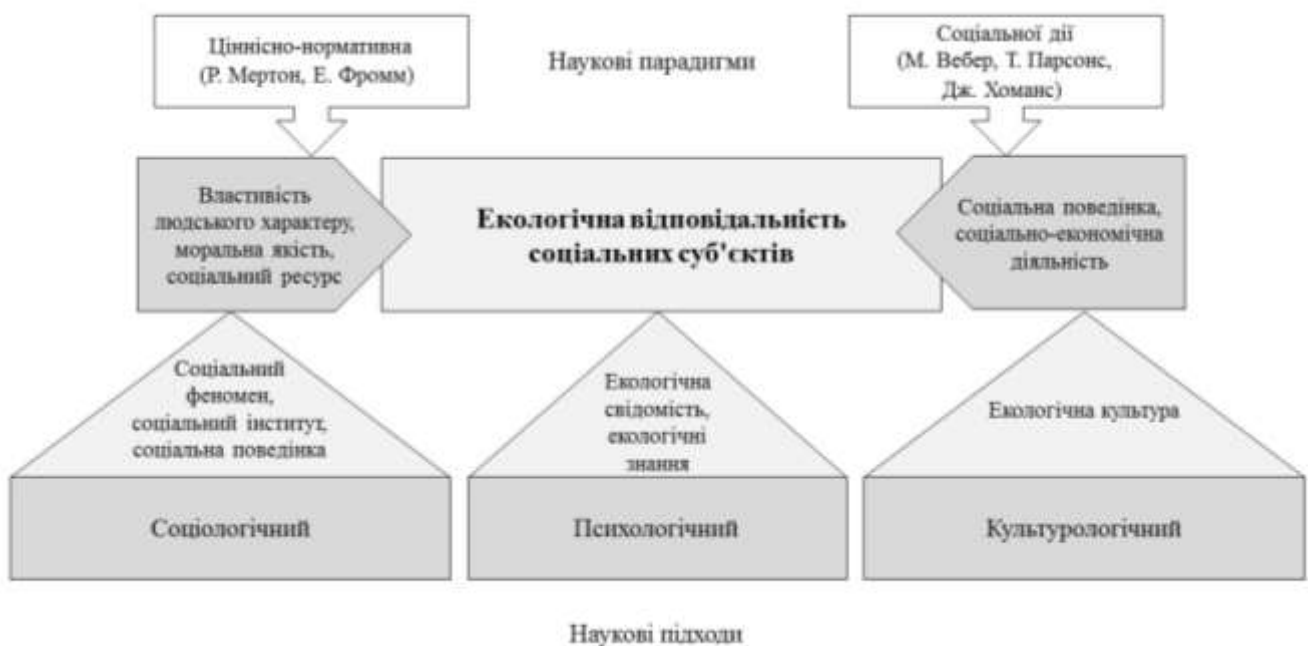 Ціннісно-нормативна
(Р. Мертон, Е. Фромм)
Наукові парадигми
Соціальної дії
(М. Вебер, Т. Парсонс,
Дж. Хоманс)
Властивість
людського характеру,
моральна якість,
соціальний ресурс
Екологічна відповідальність
соціальних суб'єктів
Соціальна поведінка,
соціально-економічна
діяльність
Соціальний
феномен,
соціальний інститут,
соціальна поведінка
Екологічна
свідомість,
екологічні
знання
Екологічна культура
Соціологічний
Психологічний
Культурологічний
Наукові підходи